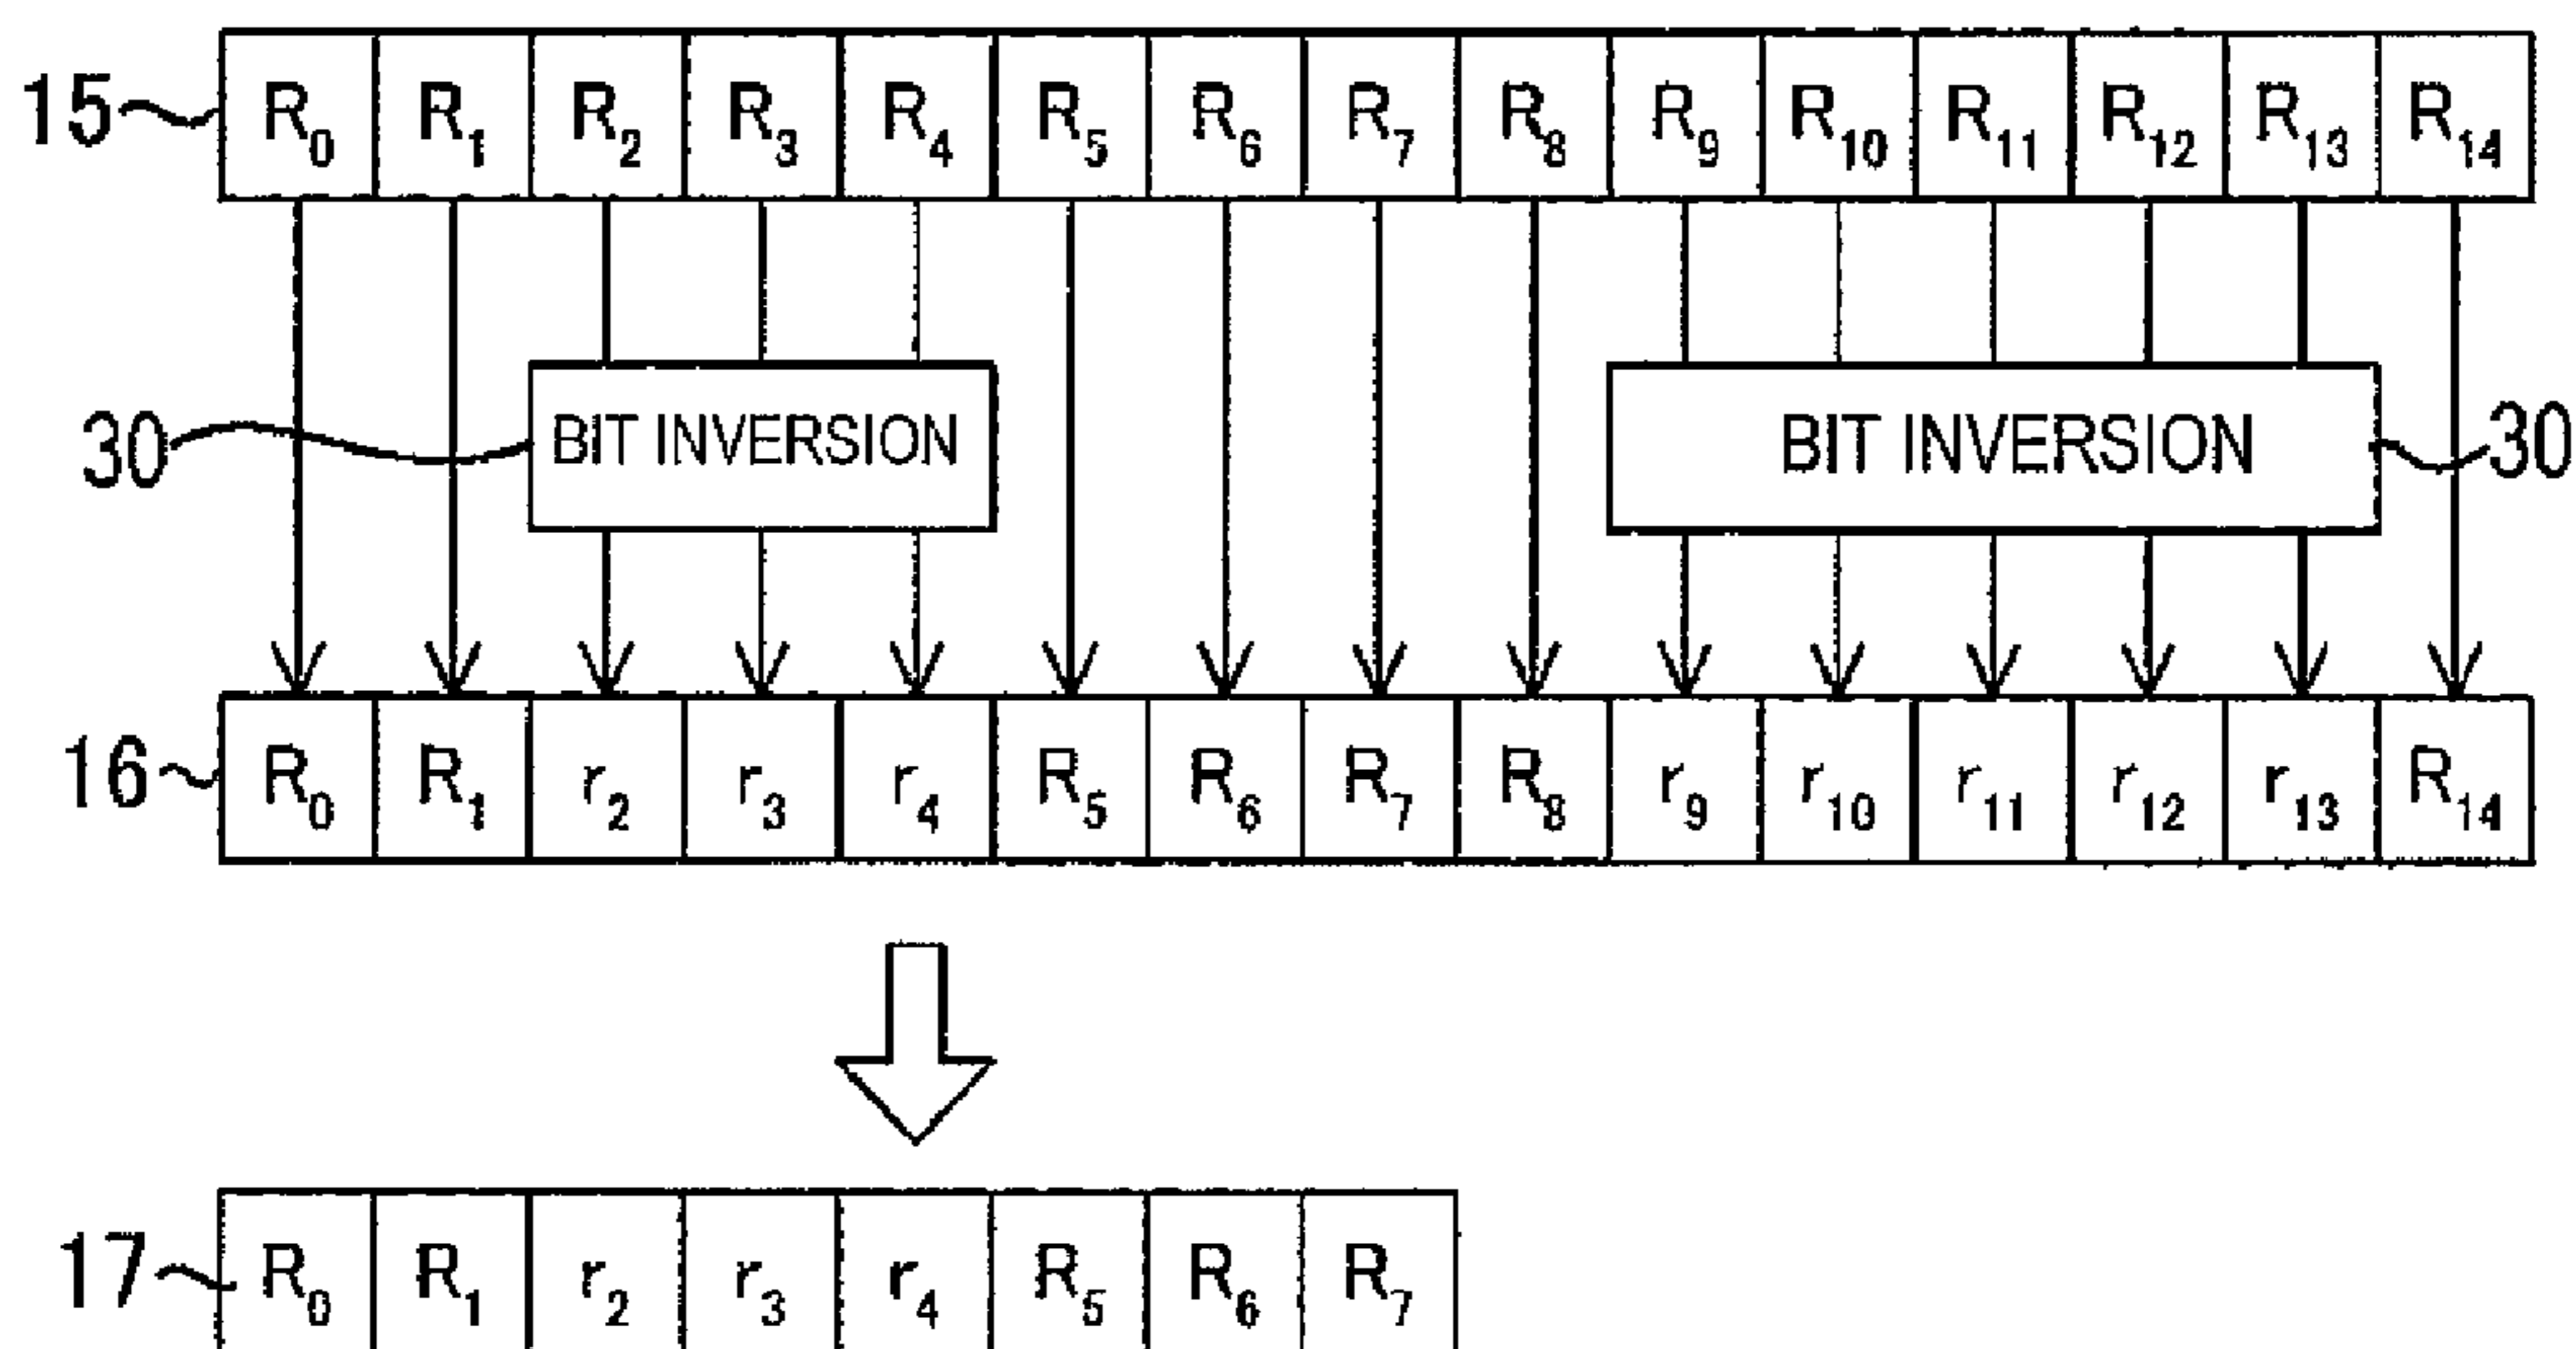 15 R0 R1 R2 R3 R4 R5 R6 R7 R8 R9 R10 R11 R12 R13 R14
30 BIT INVERSION BIT INVERSION 30
16 R0 R1 r2 r3 r4 R5 R6 R7 R8 r9 r10 r11 r12 r13 R14
17 R0 R1 r2 r3 r4 R5 R6 R7